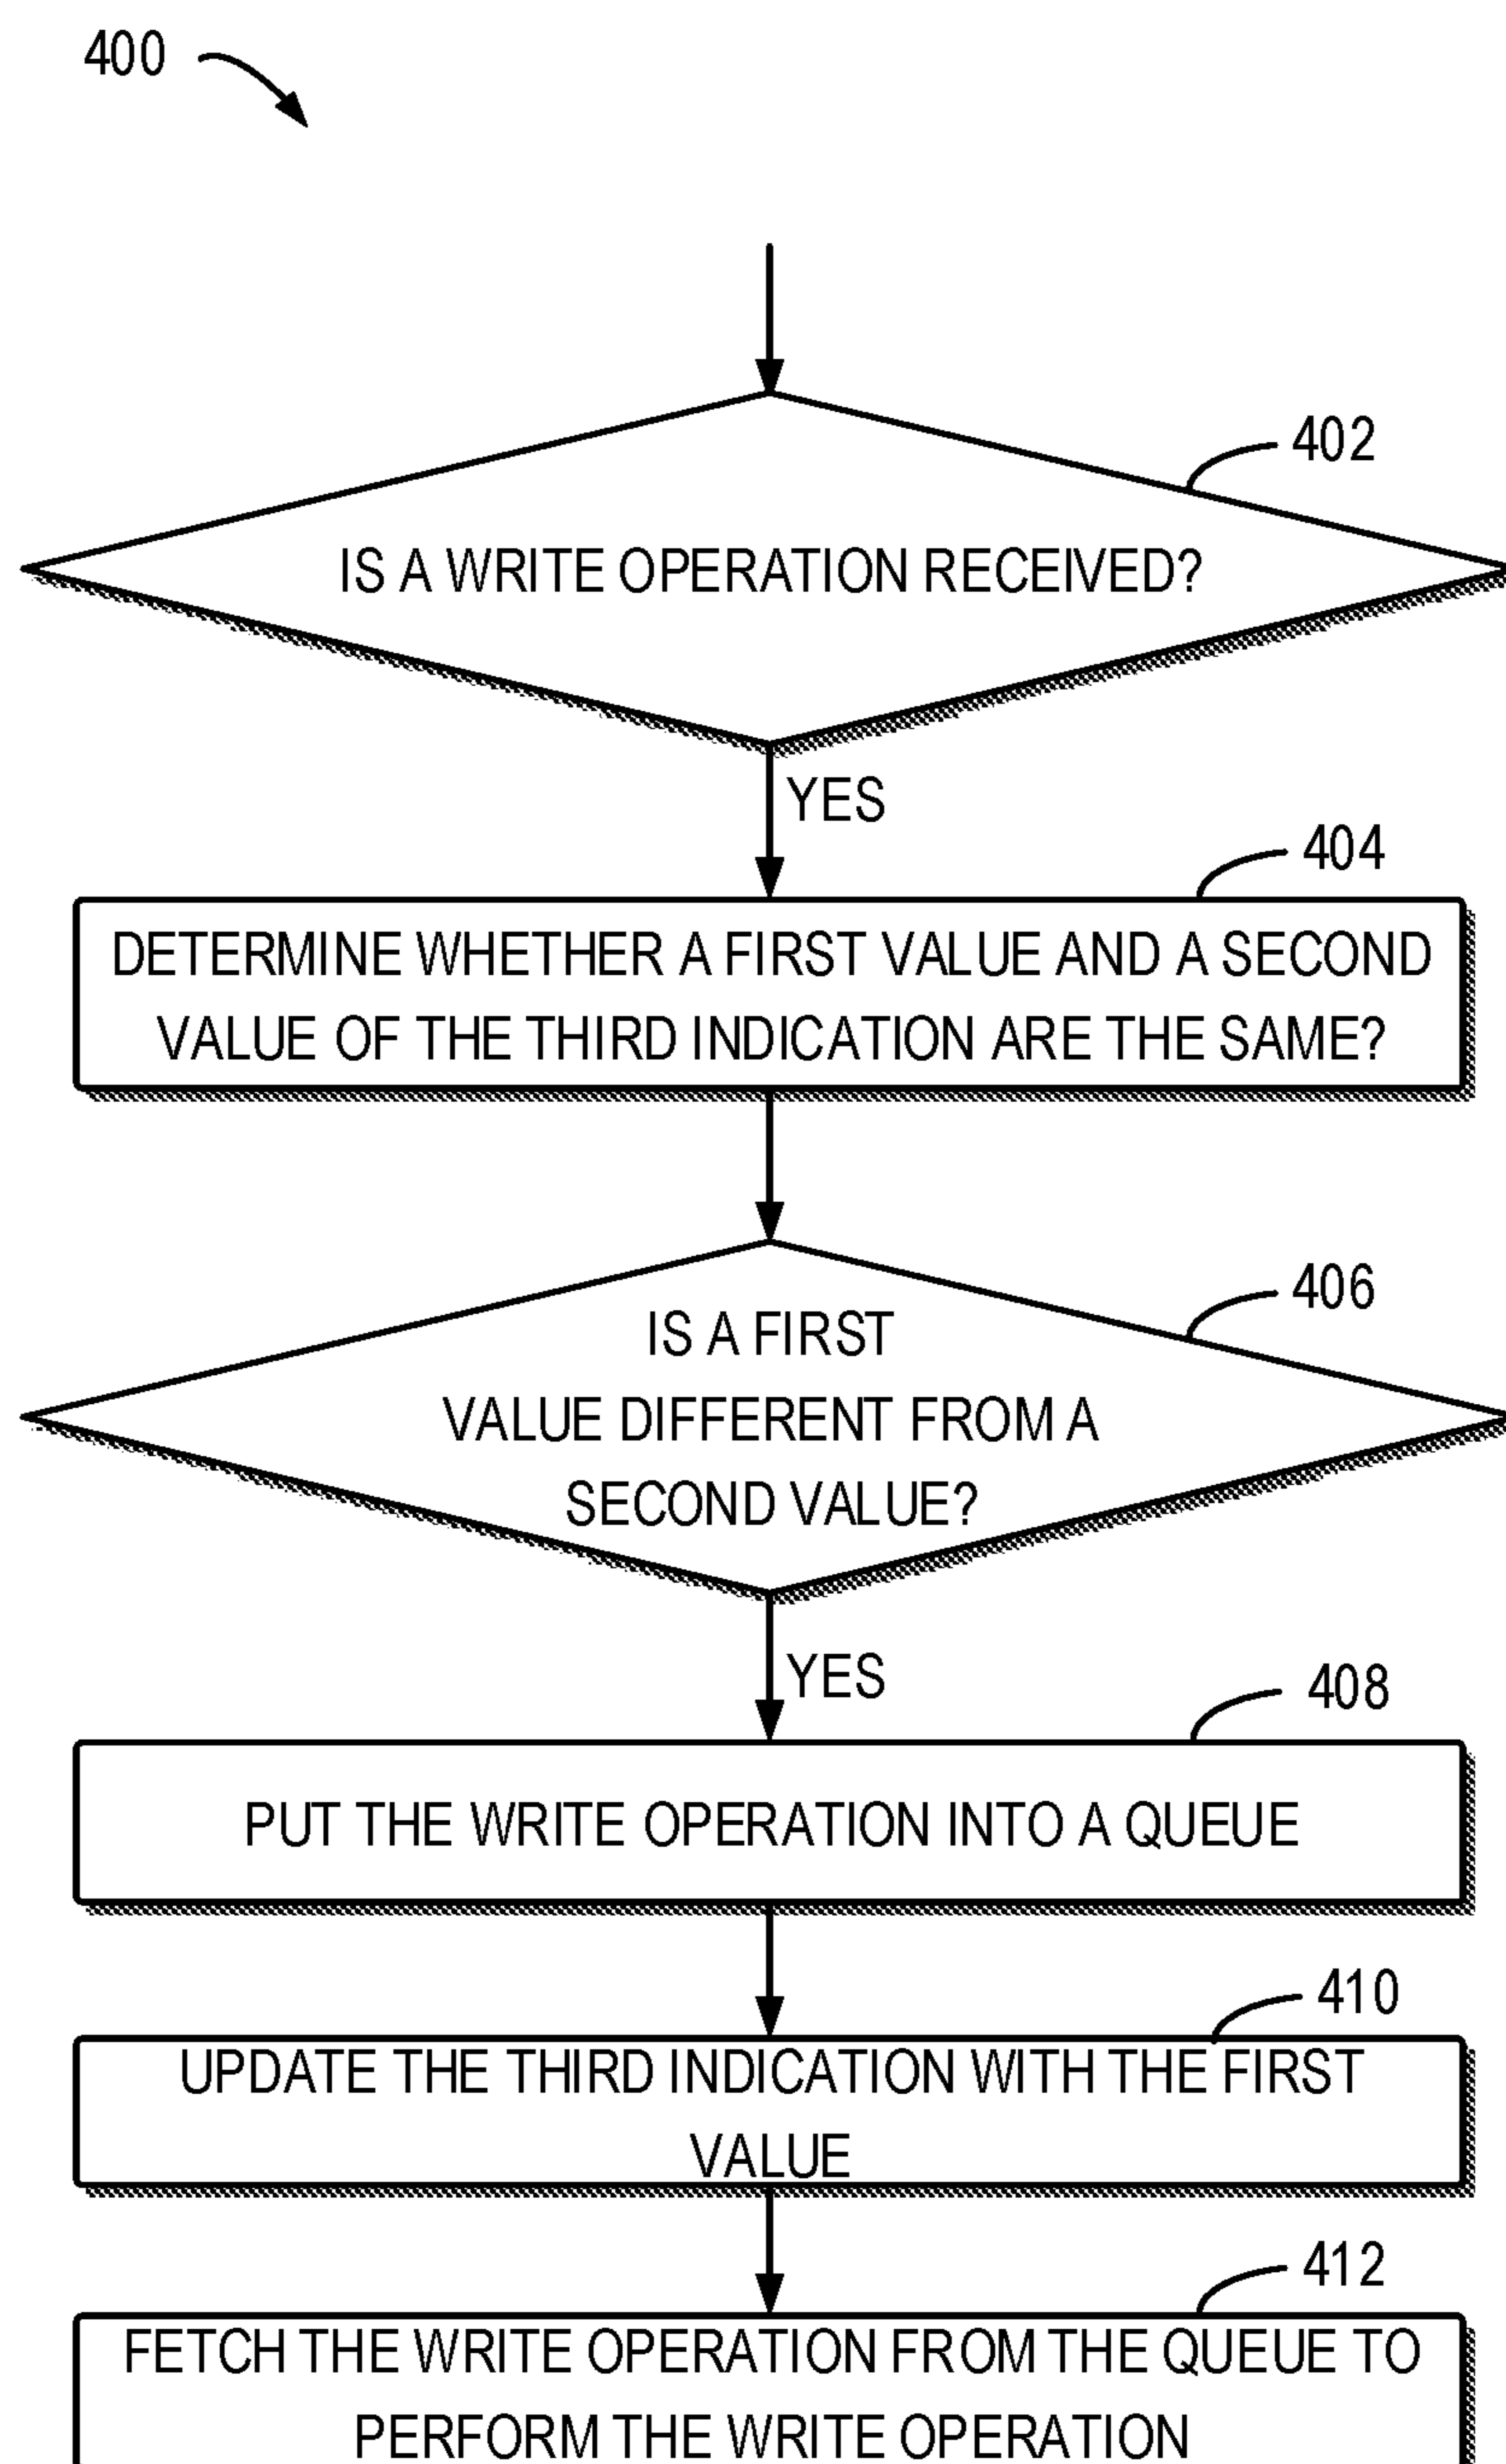 400
402
IS A WRITE OPERATION RECEIVED?
YES
404
DETERMINE WHETHER A FIRST VALUE AND A SECOND
VALUE OF THE THIRD INDICATION ARE THE SAME?
406
IS A FIRST
VALUE DIFFERENT FROM A
SECOND VALUE?
YES
408
PUT THE WRITE OPERATION INTO A QUEUE
410
UPDATE THE THIRD INDICATION WITH THE FIRST
VALUE
412
FETCH THE WRITE OPERATION FROM THE QUEUE TO
PERFORM THE WRITE OPERATION